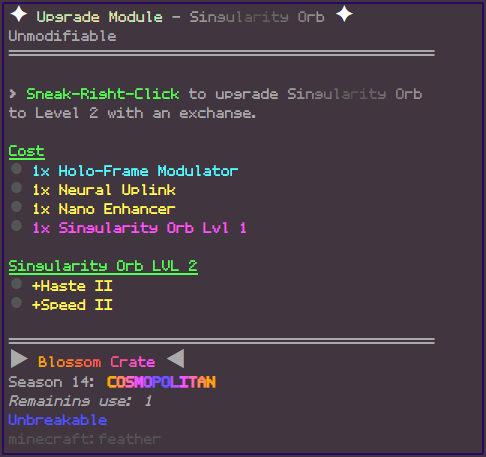 ✦ Upgrade Module - Singularity Orb ✦
Unmodifiable
> Sneak-Right-Click to upgrade Singularity Orb
to Level 2 with an exchange.
Cost
● 1x Holo-Frame Modulator
● 1x Neural Uplink
● 1x Nano Enhancer
● 1x Singularity Orb Lvl 1
Singularity Orb LVL 2
● +Haste II
● +Speed II
▶ Blossom Crate ◀
Season 14: COSMOPOLITAN
Remaining use: 1
Unbreakable
minecraft:feather